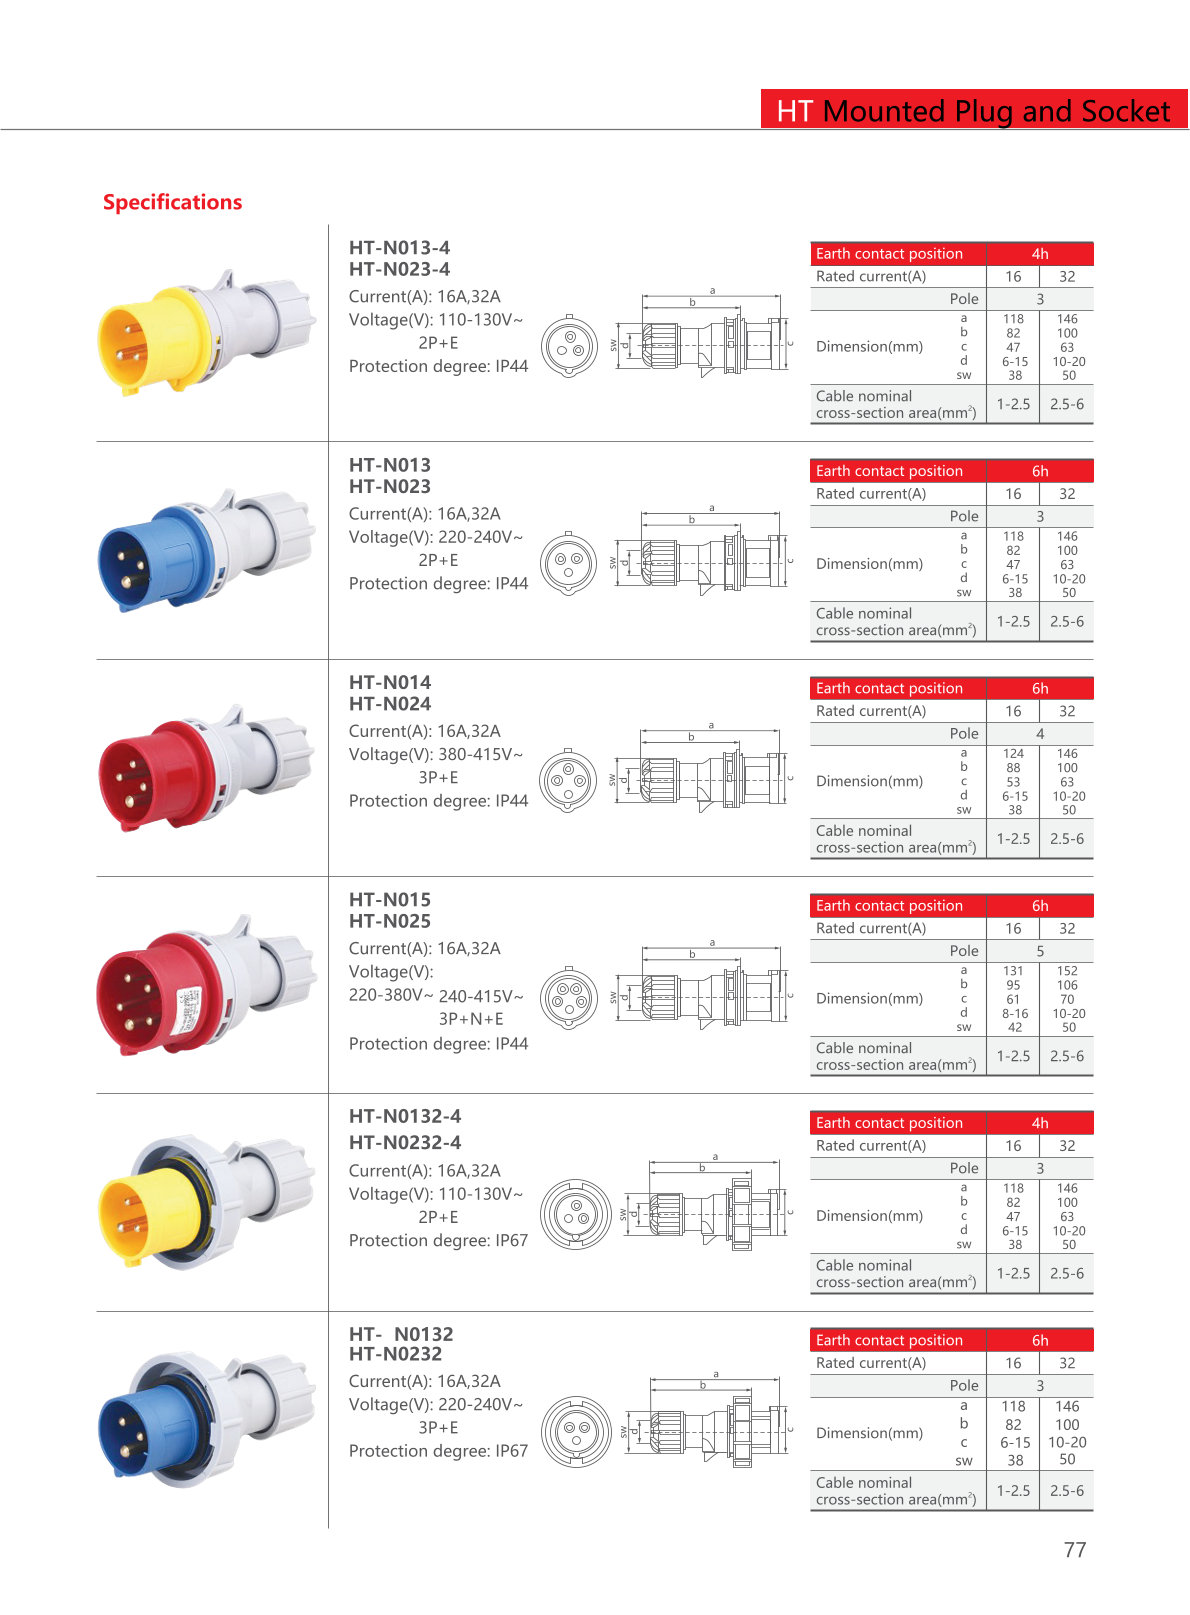 HT Mounted Plug and Socket
Specifications
HT-N013-4
HT-N023-4
Current(A): 16A,32A
Voltage(V): 110-130V~
2P+E
Protection degree: IP44
a
b
sw
d
c
Earth contact position 4h
Rated current(A) 16 32
Pole 3
Dimension(mm)
a 118 146
b 82 100
c 47 63
d 6-15 10-20
sw 38 50
Cable nominal
cross-section area(mm²) 1-2.5 2.5-6
HT-N013
HT-N023
Current(A): 16A,32A
Voltage(V): 220-240V~
2P+E
Protection degree: IP44
a
b
sw
d
c
Earth contact position 6h
Rated current(A) 16 32
Pole 3
Dimension(mm)
a 118 146
b 82 100
c 47 63
d 6-15 10-20
sw 38 50
Cable nominal
cross-section area(mm²) 1-2.5 2.5-6
HT-N014
HT-N024
Current(A): 16A,32A
Voltage(V): 380-415V~
3P+E
Protection degree: IP44
a
b
sw
d
c
Earth contact position 6h
Rated current(A) 16 32
Pole 4
Dimension(mm)
a 124 146
b 88 100
c 53 63
d 6-15 10-20
sw 38 50
Cable nominal
cross-section area(mm²) 1-2.5 2.5-6
HT-N015
HT-N025
Current(A): 16A,32A
Voltage(V):
220-380V~ 240-415V~
3P+N+E
Protection degree: IP44
a
b
sw
d
c
Earth contact position 6h
Rated current(A) 16 32
Pole 5
Dimension(mm)
a 131 152
b 95 106
c 61 70
d 8-16 10-20
sw 42 50
Cable nominal
cross-section area(mm²) 1-2.5 2.5-6
HT-N0132-4
HT-N0232-4
Current(A): 16A,32A
Voltage(V): 110-130V~
2P+E
Protection degree: IP67
a
b
sw
d
c
Earth contact position 4h
Rated current(A) 16 32
Pole 3
Dimension(mm)
a 118 146
b 82 100
c 47 63
d 6-15 10-20
sw 38 50
Cable nominal
cross-section area(mm²) 1-2.5 2.5-6
HT- N0132
HT-N0232
Current(A): 16A,32A
Voltage(V): 220-240V~
3P+E
Protection degree: IP67
a
b
sw
d
c
Earth contact position 6h
Rated current(A) 16 32
Pole 3
Dimension(mm)
a 118 146
b 82 100
c 6-15 10-20
sw 38 50
Cable nominal
cross-section area(mm²) 1-2.5 2.5-6
77